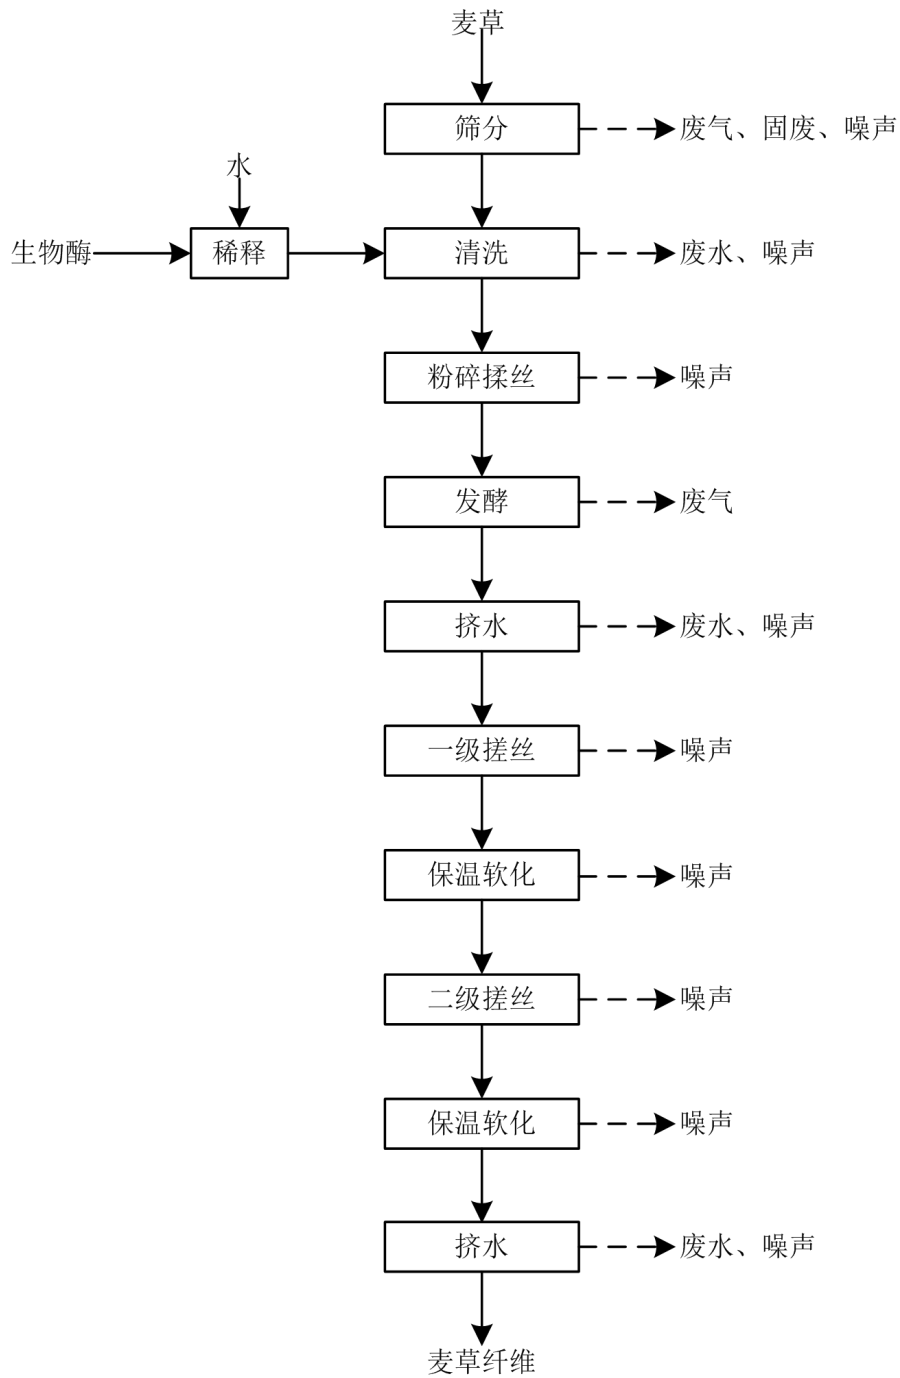 麦草
筛分
废气、固废、噪声
水
生物酶
稀释
清洗
废水、噪声
粉碎揉丝
噪声
发酵
废气
挤水
废水、噪声
一级搓丝
噪声
保温软化
噪声
二级搓丝
噪声
保温软化
噪声
挤水
废水、噪声
麦草纤维